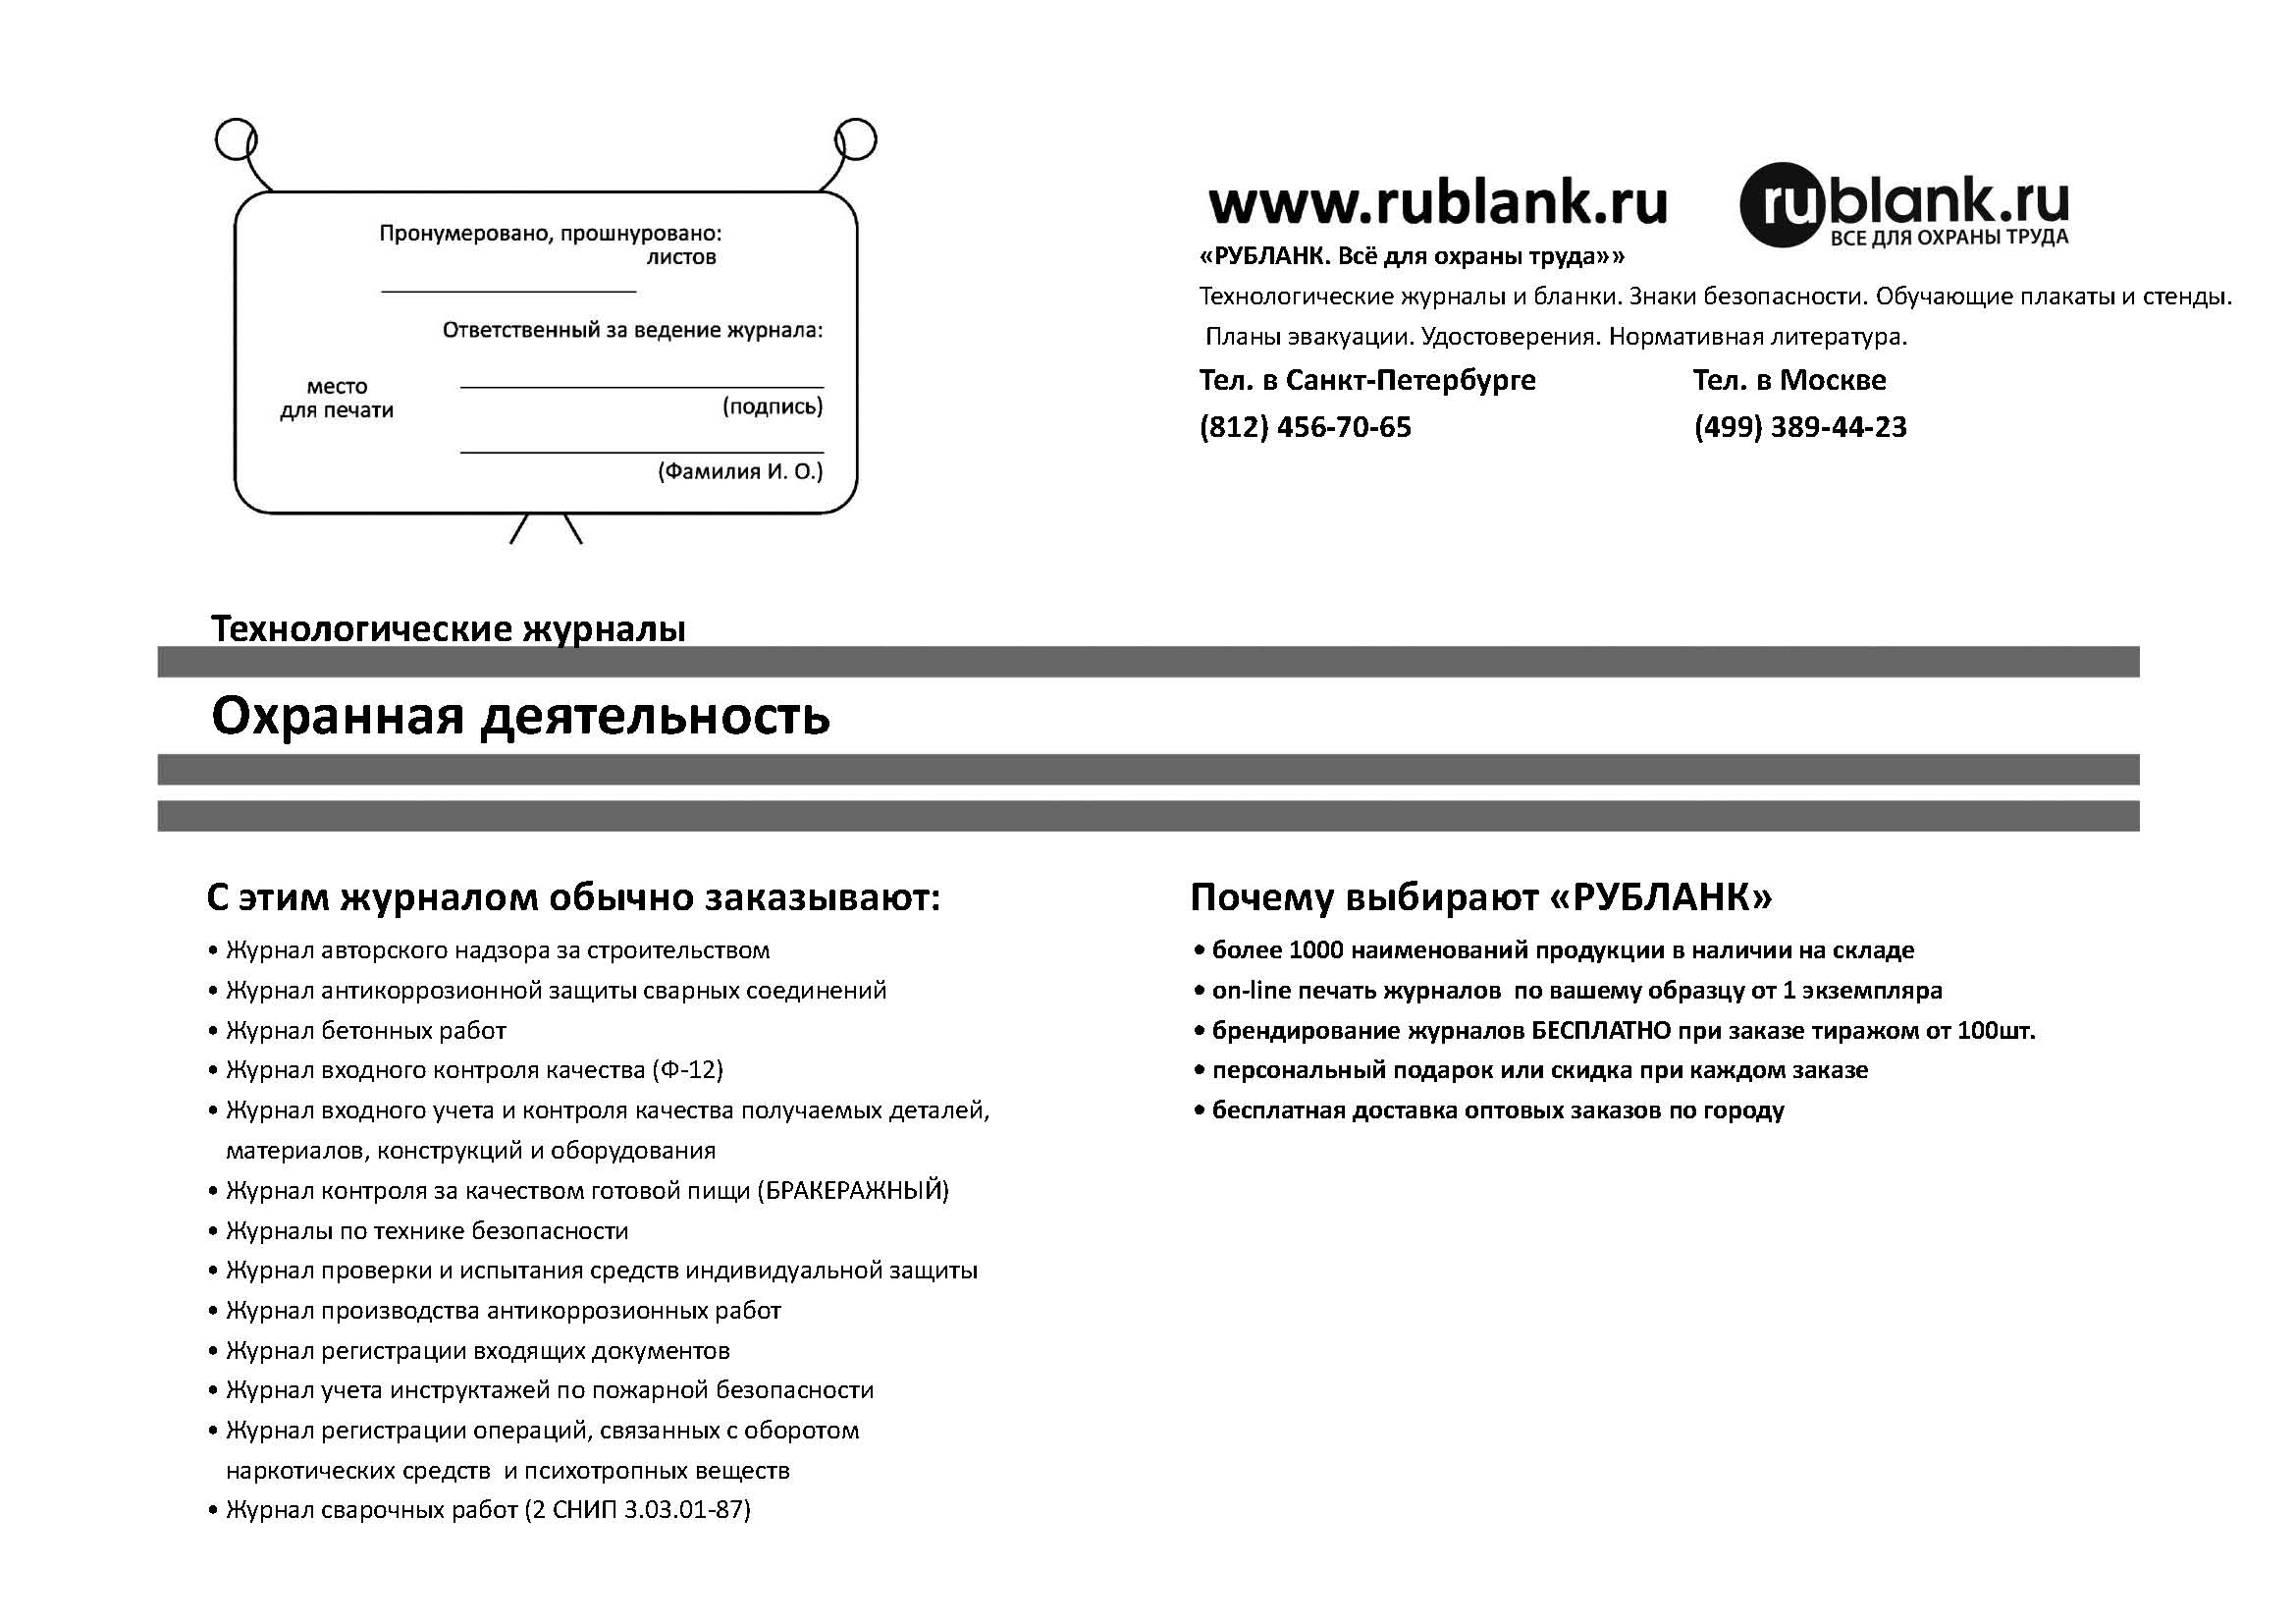 Пронумеровано, прошнуровано:
листов
Ответственный за ведение журнала:
место
для печати
(подпись)
(Фамилия И. О.)
www.rublank.ru
rublank.ru
ВСЕ ДЛЯ ОХРАНЫ ТРУДА
«РУБЛАНК. Всё для охраны труда»»
Технологические журналы и бланки. Знаки безопасности. Обучающие плакаты и стенды.
Планы эвакуации. Удостоверения. Нормативная литература.
Тел. в Санкт-Петербурге Тел. в Москве
(812) 456-70-65 (499) 389-44-23
Технологические журналы
Охранная деятельность
С этим журналом обычно заказывают:
• Журнал авторского надзора за строительством
• Журнал антикоррозионной защиты сварных соединений
• Журнал бетонных работ
• Журнал входного контроля качества (Ф-12)
• Журнал входного учета и контроля качества получаемых деталей,
материалов, конструкций и оборудования
• Журнал контроля за качеством готовой пищи (БРАКЕРАЖНЫЙ)
• Журналы по технике безопасности
• Журнал проверки и испытания средств индивидуальной защиты
• Журнал производства антикоррозионных работ
• Журнал регистрации входящих документов
• Журнал учета инструктажей по пожарной безопасности
• Журнал регистрации операций, связанных с оборотом
наркотических средств  и психотропных веществ
• Журнал сварочных работ (2 СНИП 3.03.01-87)
Почему выбирают «РУБЛАНК»
• более 1000 наименований продукции в наличии на складе
• on-line печать журналов  по вашему образцу от 1 экземпляра
• брендирование журналов БЕСПЛАТНО при заказе тиражом от 100шт.
• персональный подарок или скидка при каждом заказе
• бесплатная доставка оптовых заказов по городу